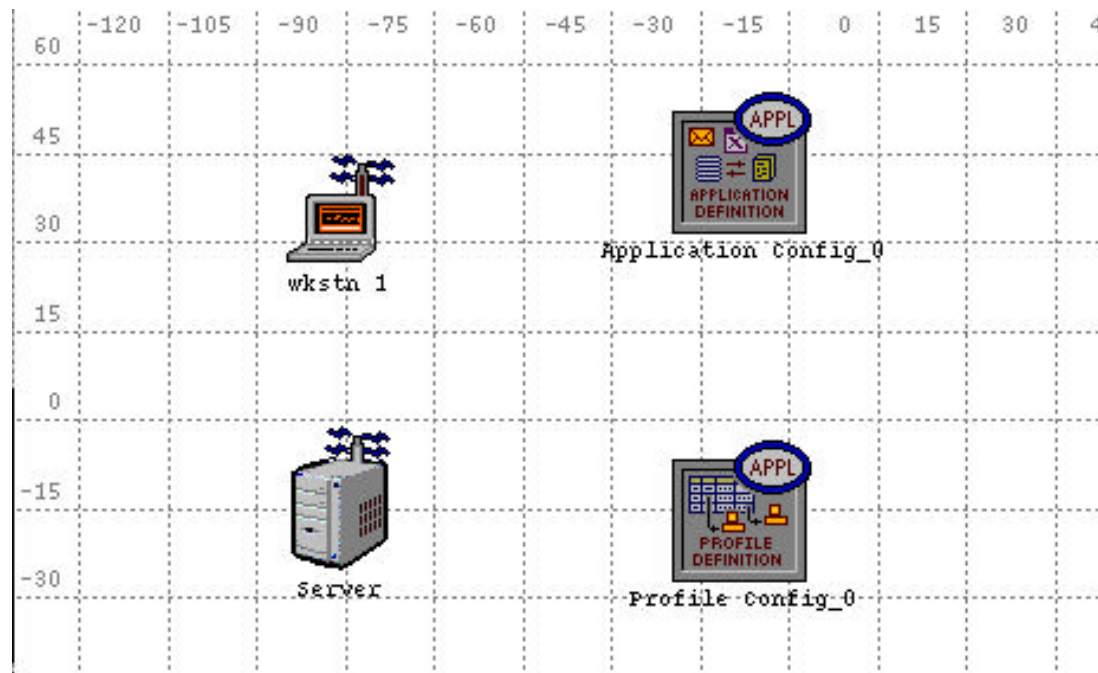 -120 -105 -90 -75 -60 -45 -30 -15 0 15 30 4
60
APPL
45
APPLICATION
DEFINITION
30
Application Config_0
wkstn 1
15
0
APPL
-15
PROFILE
DEFINITION
-30
Server
Profile Config_0